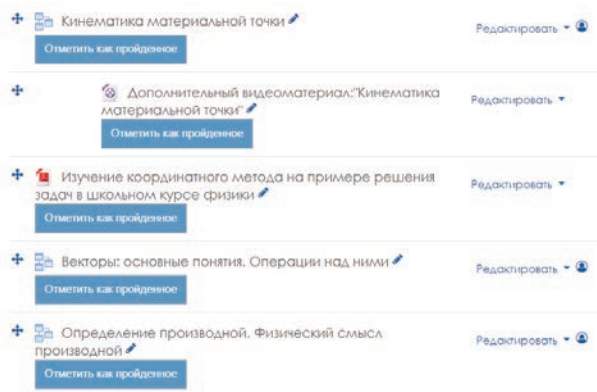 Кинематика материальной точки
Редактировать
Отметить как пройденное
Дополнительный видеоматериал:"Кинематика
материальной точки"
Редактировать
Отметить как пройденное
Изучение координатного метода на примере решения
задач в школьном курсе физики
Редактировать
Отметить как пройденное
Векторы: основные понятия. Операции над ними
Редактировать
Отметить как пройденное
Определение производной. Физический смысл
производной
Редактировать
Отметить как пройденное